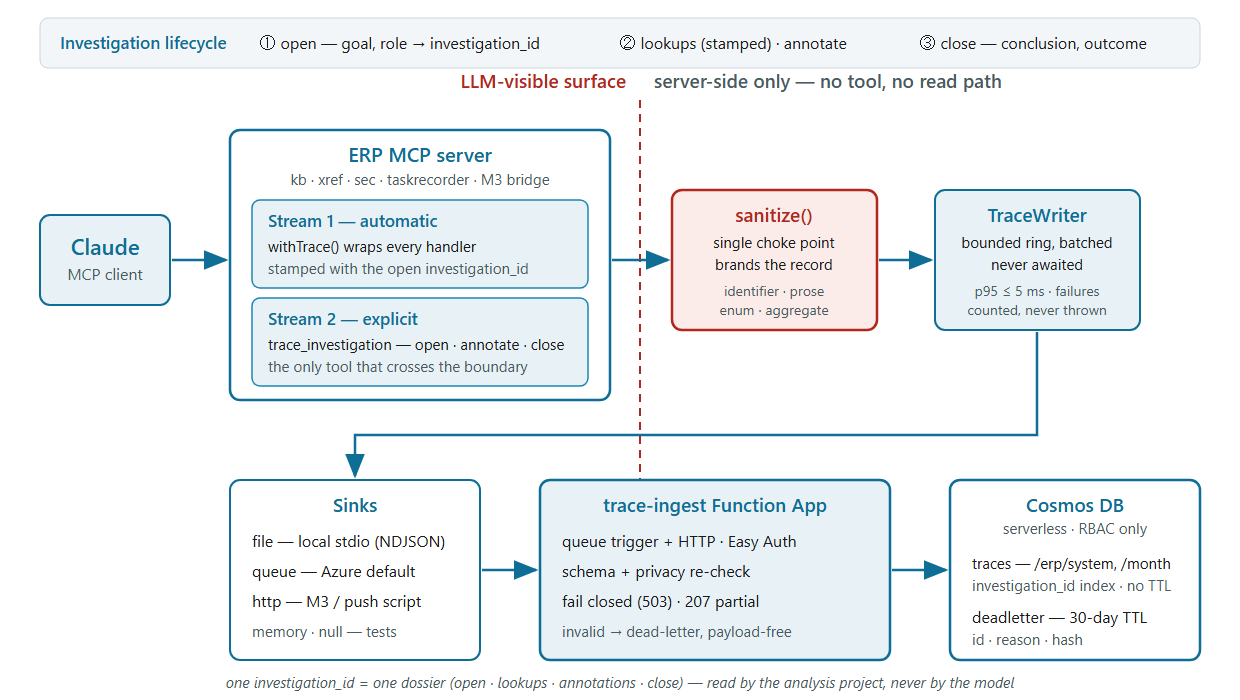 Investigation lifecycle ① open — goal, role → investigation_id ② lookups (stamped) · annotate ③ close — conclusion, outcome
LLM-visible surface server-side only — no tool, no read path
Claude
MCP client
ERP MCP server
kb · xref · sec · taskrecorder · M3 bridge
Stream 1 — automatic
withTrace() wraps every handler
stamped with the open investigation_id
Stream 2 — explicit
trace_investigation — open · annotate · close
the only tool that crosses the boundary
sanitize()
single choke point
brands the record
identifier · prose
enum · aggregate
TraceWriter
bounded ring, batched
never awaited
p95 ≤ 5 ms · failures
counted, never thrown
Sinks
file — local stdio (NDJSON)
queue — Azure default
http — M3 / push script
memory · null — tests
trace-ingest Function App
queue trigger + HTTP · Easy Auth
schema + privacy re-check
fail closed (503) · 207 partial
invalid → dead-letter, payload-free
Cosmos DB
serverless · RBAC only
traces — /erp/system, /month
investigation_id index · no TTL
deadletter — 30-day TTL
id · reason · hash
one investigation_id = one dossier (open · lookups · annotations · close) — read by the analysis project, never by the model